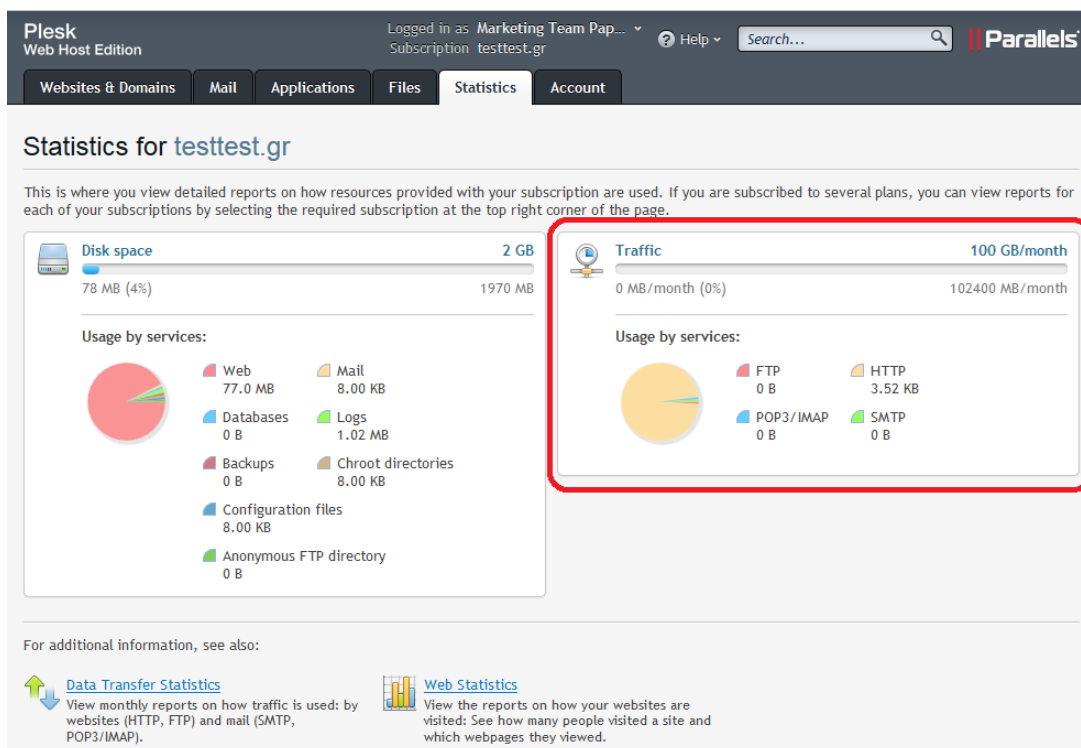 Plesk
Web Host Edition
Logged in as Marketing Team Pap...
Subscription testtest.gr
Help
Search...
Parallels
Websites & Domains
Mail
Applications
Files
Statistics
Account
Statistics for testtest.gr
This is where you view detailed reports on how resources provided with your subscription are used. If you are subscribed to several plans, you can view reports for
each of your subscriptions by selecting the required subscription at the top right corner of the page.
Disk space
2 GB
78 MB (4%)
1970 MB
Usage by services:
Web
77.0 MB
Mail
8.00 KB
Databases
0 B
Logs
1.02 MB
Backups
0 B
Chroot directories
8.00 KB
Configuration files
8.00 KB
Anonymous FTP directory
0 B
Traffic
100 GB/month
0 MB/month (0%)
102400 MB/month
Usage by services:
FTP
0 B
HTTP
3.52 KB
POP3/IMAP
0 B
SMTP
0 B
For additional information, see also:
Data Transfer Statistics
View monthly reports on how traffic is used: by
websites (HTTP, FTP) and mail (SMTP,
POP3/IMAP).
Web Statistics
View the reports on how your websites are
visited: See how many people visited a site and
which webpages they viewed.